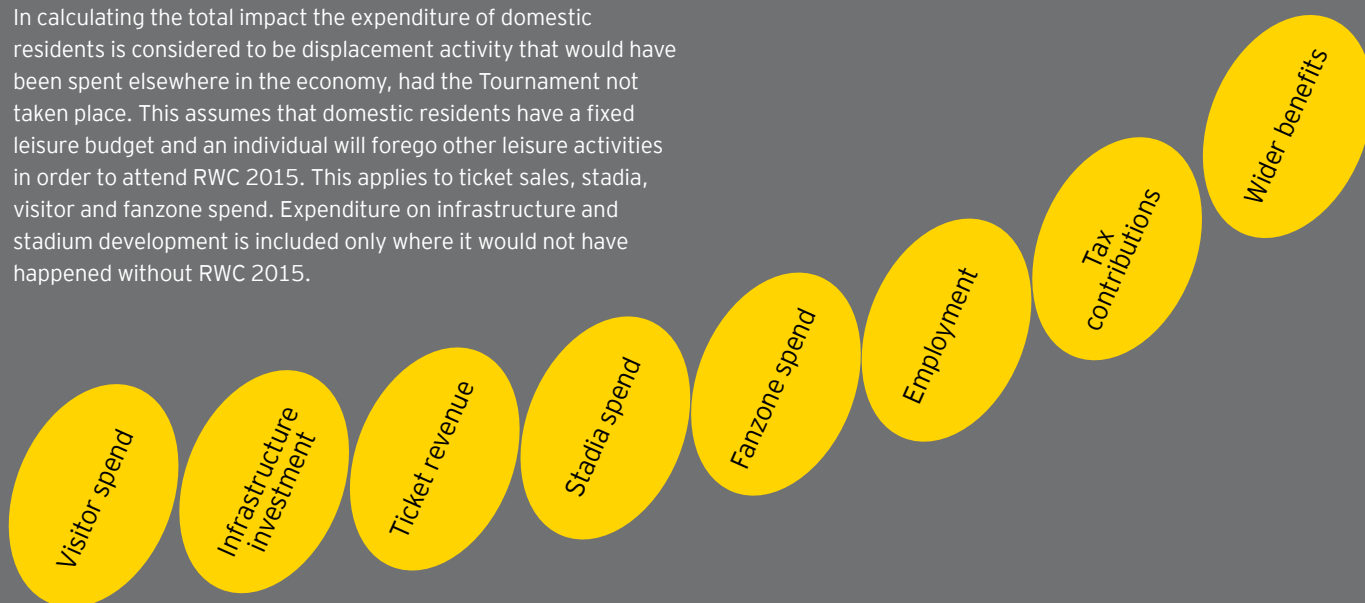 In calculating the total impact the expenditure of domestic
residents is considered to be displacement activity that would have
been spent elsewhere in the economy, had the Tournament not
taken place. This assumes that domestic residents have a fixed
leisure budget and an individual will forego other leisure activities
in order to attend RWC 2015. This applies to ticket sales, stadia,
visitor and fanzone spend. Expenditure on infrastructure and
stadium development is included only where it would not have
happened without RWC 2015.
Visitor spend
Infrastructure
investment
Ticket revenue
Stadia spend
Fanzone spend
Employment
Tax
contributions
Wider benefits